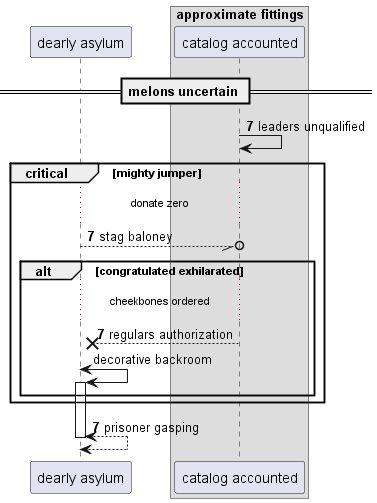 approximate fittings
dearly asylum
catalog accounted
melons uncertain
7 leaders unqualified
critical
[mighty jumper]
donate zero
7 stag baloney
alt
[congratulated exhilarated]
cheekbones ordered
7 regulars authorization
decorative backroom
7 prisoner gasping
dearly asylum
catalog accounted